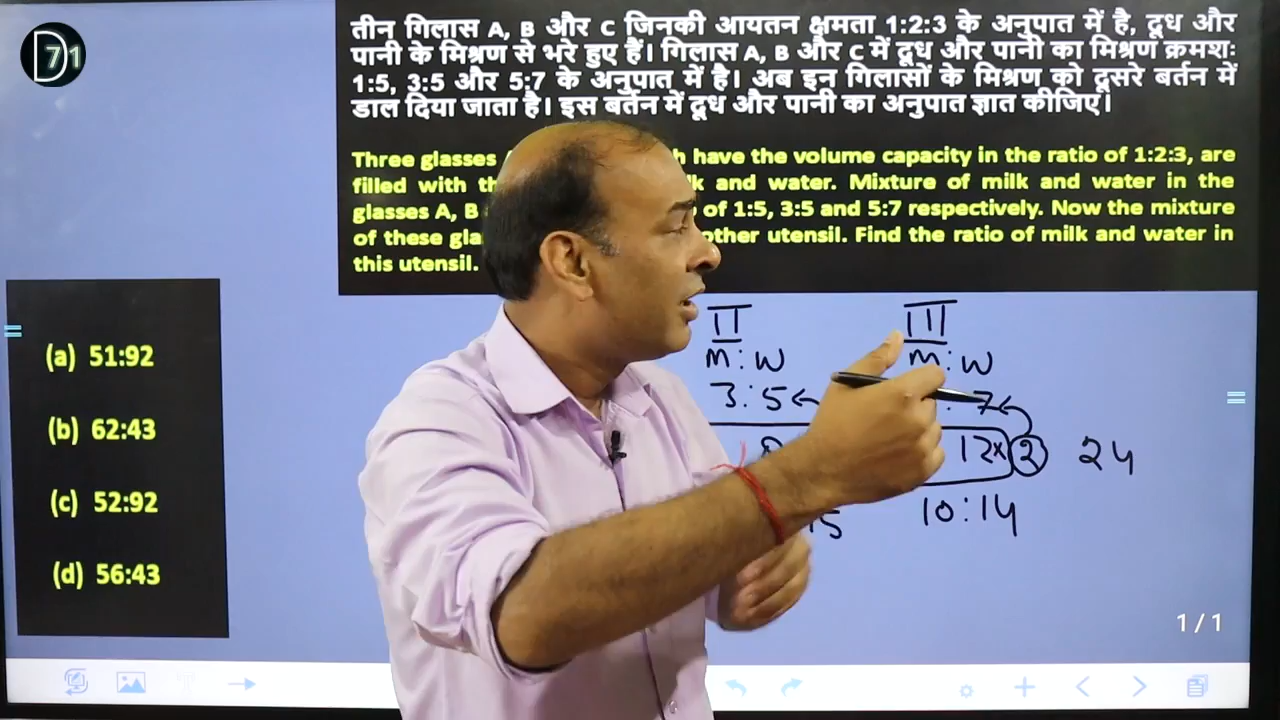 D 71
तीन गिलास A, B और C जिनकी आयतन क्षमता 1:2:3 के अनुपात में है, दूध और
पानी के मिश्रण से भरे हुए हैं। गिलास A, B और C में दूध और पानी का मिश्रण क्रमशः
1:5, 3:5 और 5:7 के अनुपात में है। अब इन गिलासों के मिश्रण को दूसरे बर्तन में
डाल दिया जाता है। इस बर्तन में दूध और पानी का अनुपात ज्ञात कीजिए।
Three glasses have the volume capacity in the ratio of 1:2:3, are
filled with and water. Mixture of milk and water in the
glasses A, B of 1:5, 3:5 and 5:7 respectively. Now the mixture
of these other utensil. Find the ratio of milk and water in
this utensil.
(a) 51:92
(b) 62:43
(c) 52:92
(d) 56:43
II
M:W
3:5
III
M:W
: 7
12x2 24
15
10:14
1/1